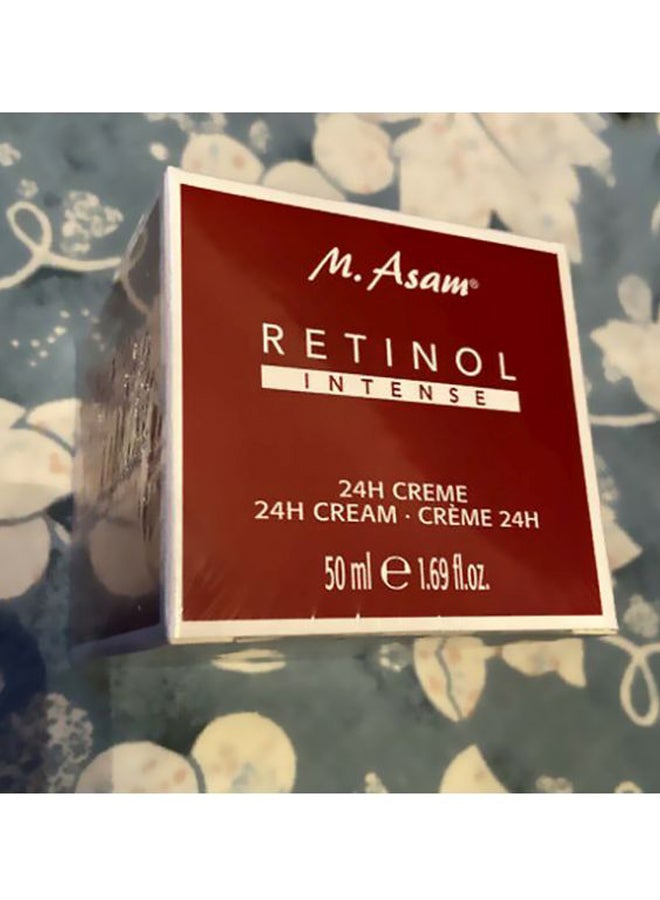 M. Asam®
RETINOL
INTENSE
24H CREME
24H CREAM · CRÈME 24H
50 ml ℮ 1.69 fl.oz.